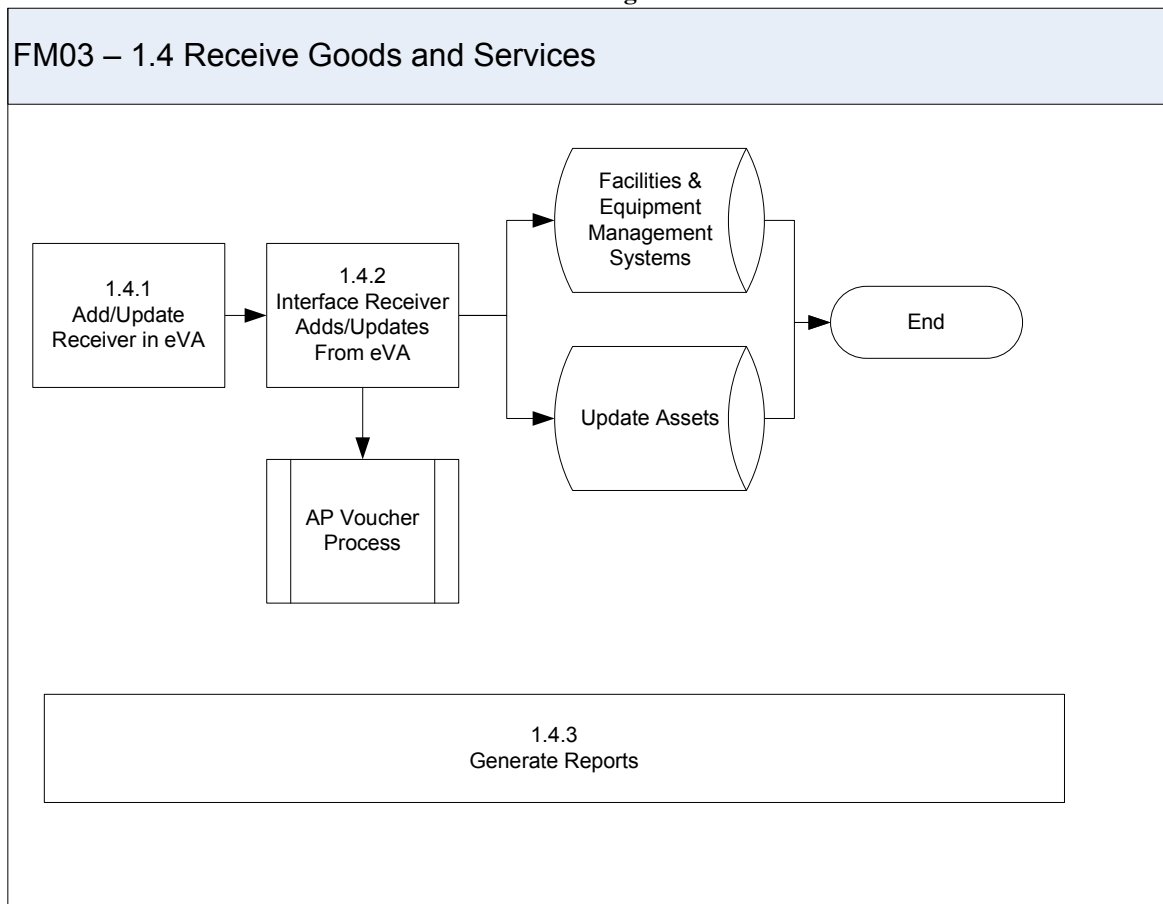 FM03 – 1.4 Receive Goods and Services
1.4.1
Add/Update
Receiver in eVA
1.4.2
Interface Receiver
Adds/Updates
From eVA
Facilities &
Equipment
Management
Systems
Update Assets
End
AP Voucher
Process
1.4.3
Generate Reports